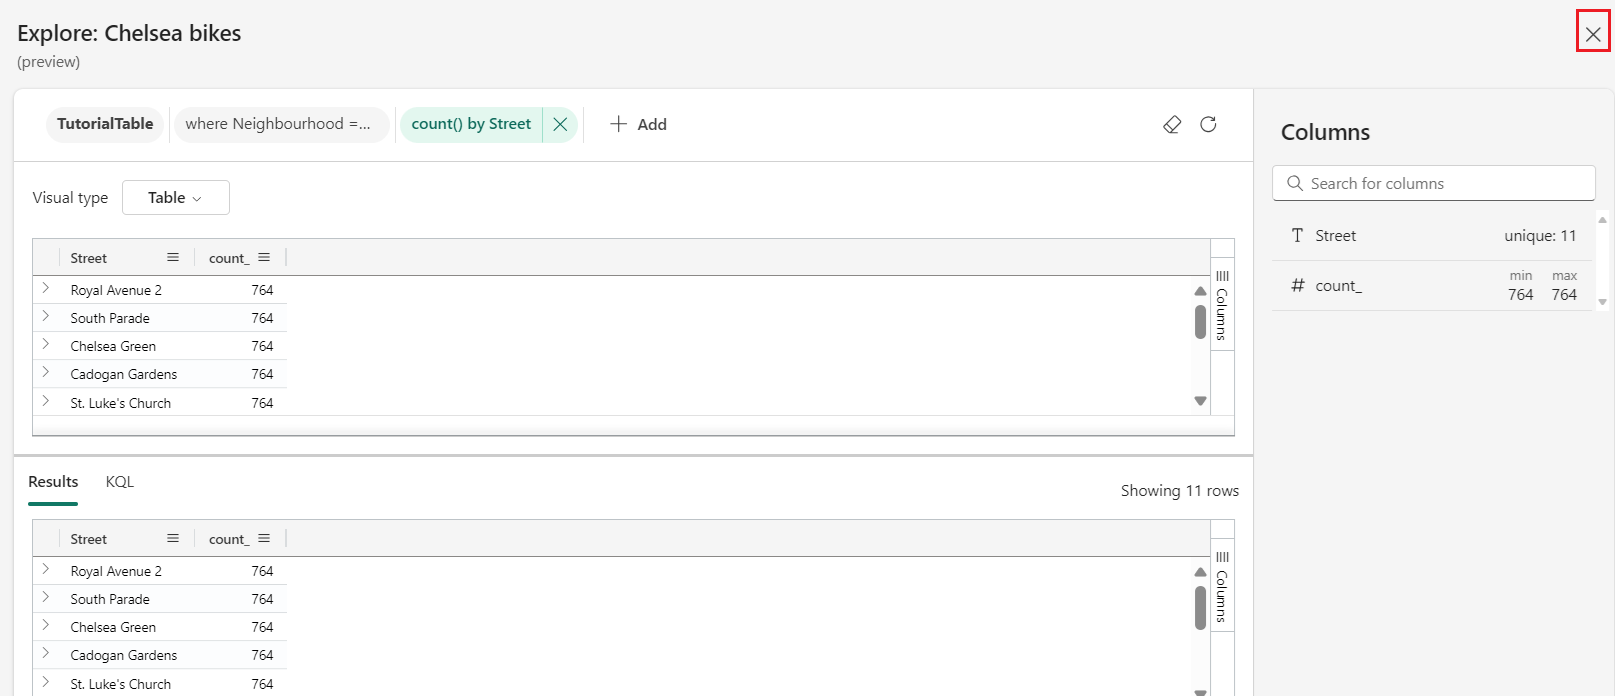 Explore: Chelsea bikes
(preview)
TutorialTable
where Neighbourhood =...
count() by Street
Add
Visual type
Table
Street
count_
Royal Avenue 2
764
South Parade
764
Chelsea Green
764
Cadogan Gardens
764
St. Luke's Church
764
Columns
Results
KQL
Showing 11 rows
Street
count_
Royal Avenue 2
764
South Parade
764
Chelsea Green
764
Cadogan Gardens
764
St. Luke's Church
764
Columns
Columns
Search for columns
T Street
unique: 11
# count_
min max
764 764